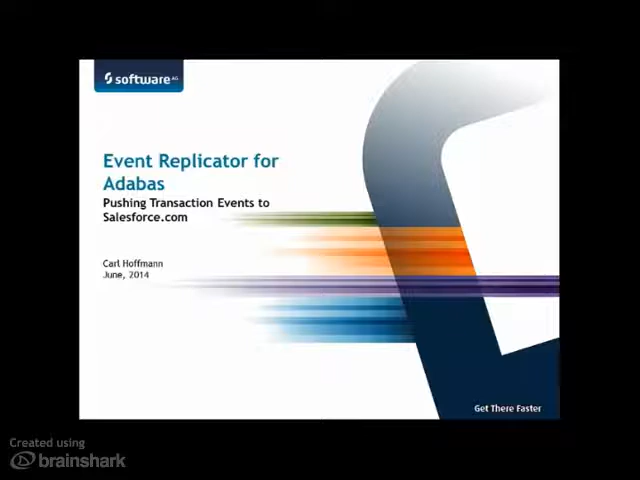 software AG
Event Replicator for
Adabas
Pushing Transaction Events to
Salesforce.com
Carl Hoffmann
June, 2014
Get There Faster
Created using
brainshark